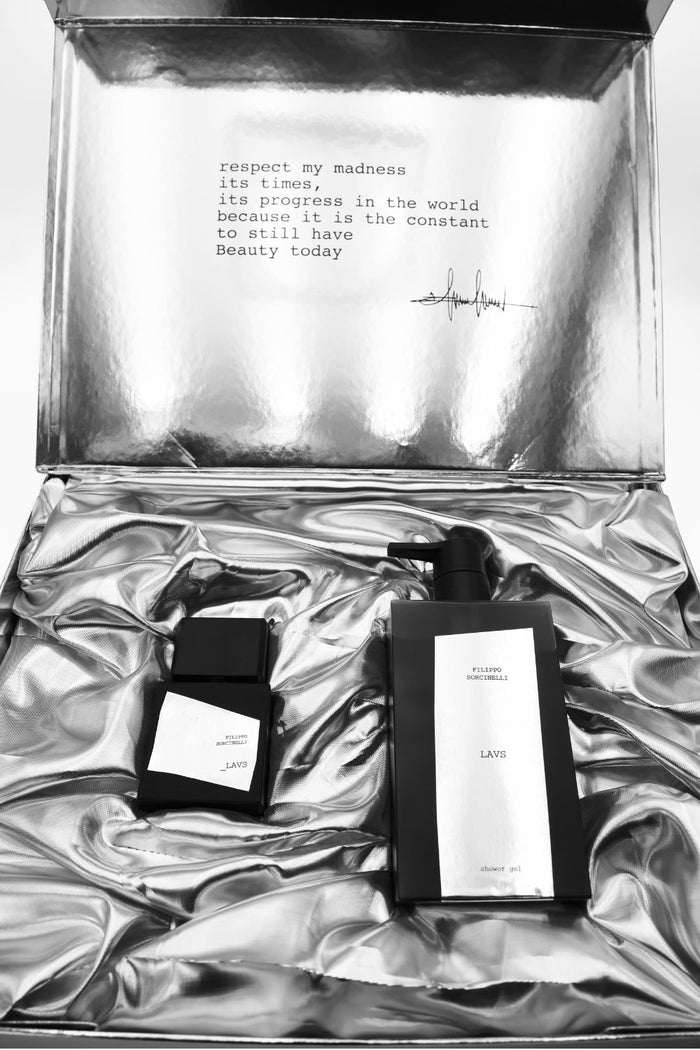 respect my madness
its times,
its progress in the world
because it is the constant
to still have
Beauty today
FILIPPO
SORCINELLI
_LAVS
FILIPPO
SORCINELLI
LAVS
shower gel